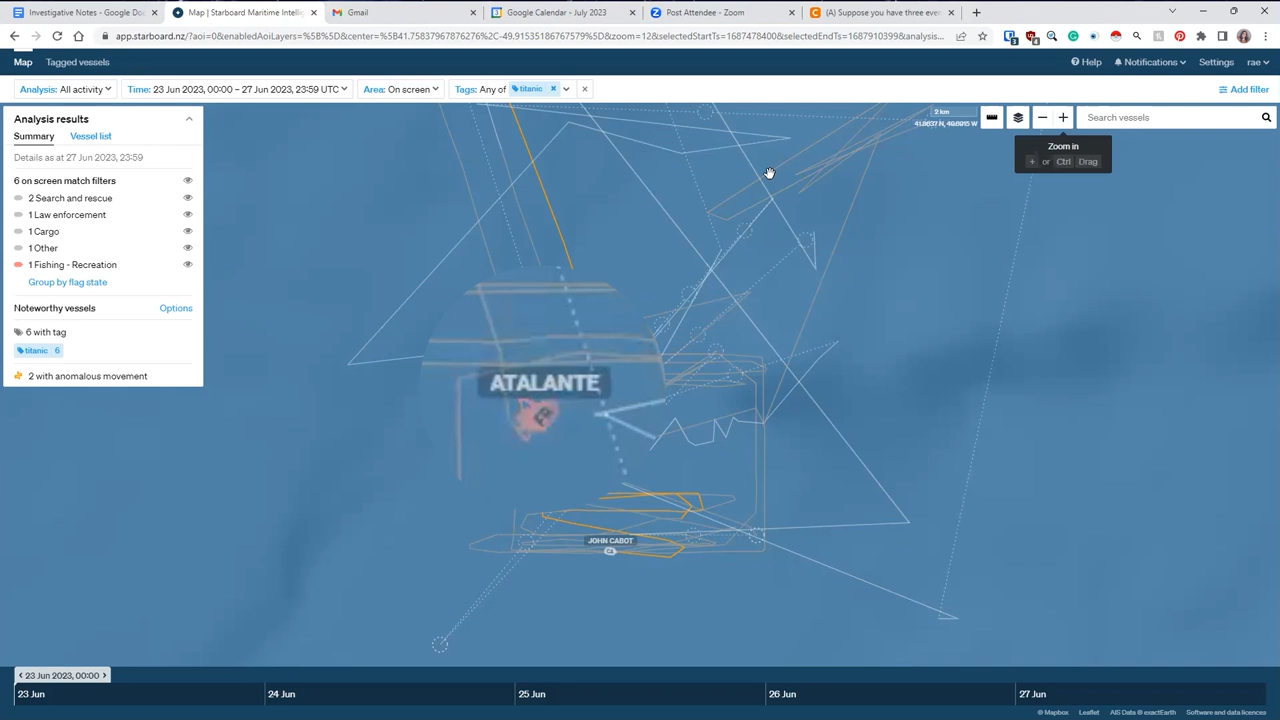 Investigative Notes - Google Do
Map | Starboard Maritime Intellig
Gmail
Google Calendar - July 2023
Post Attendee - Zoom
(A) Suppose you have three ever
app.starboard.nz/?aoi=0&enabledAoiLayers=%5B%5D&center=%5B41.75837967876276%2C-49.9153518676757​9%5D&zoom=12&selectedStartTs=1687478400&selectedEndTs=1687910399&analysis...
Map
Tagged vessels
Help
Notifications
Settings
rae
Analysis: All activity
Time: 23 Jun 2023, 00:00 – 27 Jun 2023, 23:59 UTC
Area: On screen
Tags: Any of
titanic
Add filter
Analysis results
Summary
Vessel list
Details as at 27 Jun 2023, 23:59
6 on screen match filters
2 Search and rescue
1 Law enforcement
1 Cargo
1 Other
1 Fishing - Recreation
Group by flag state
Noteworthy vessels
Options
6 with tag
titanic 6
2 with anomalous movement
2 km
Search vessels
Zoom in
+ or Ctrl Drag
ATALANTE
FR
JOHN CABOT
CA
23 Jun 2023, 00:00
23 Jun
24 Jun
25 Jun
26 Jun
27 Jun
© Mapbox
Leaflet
AIS Data @ exactEarth
Software and data licences